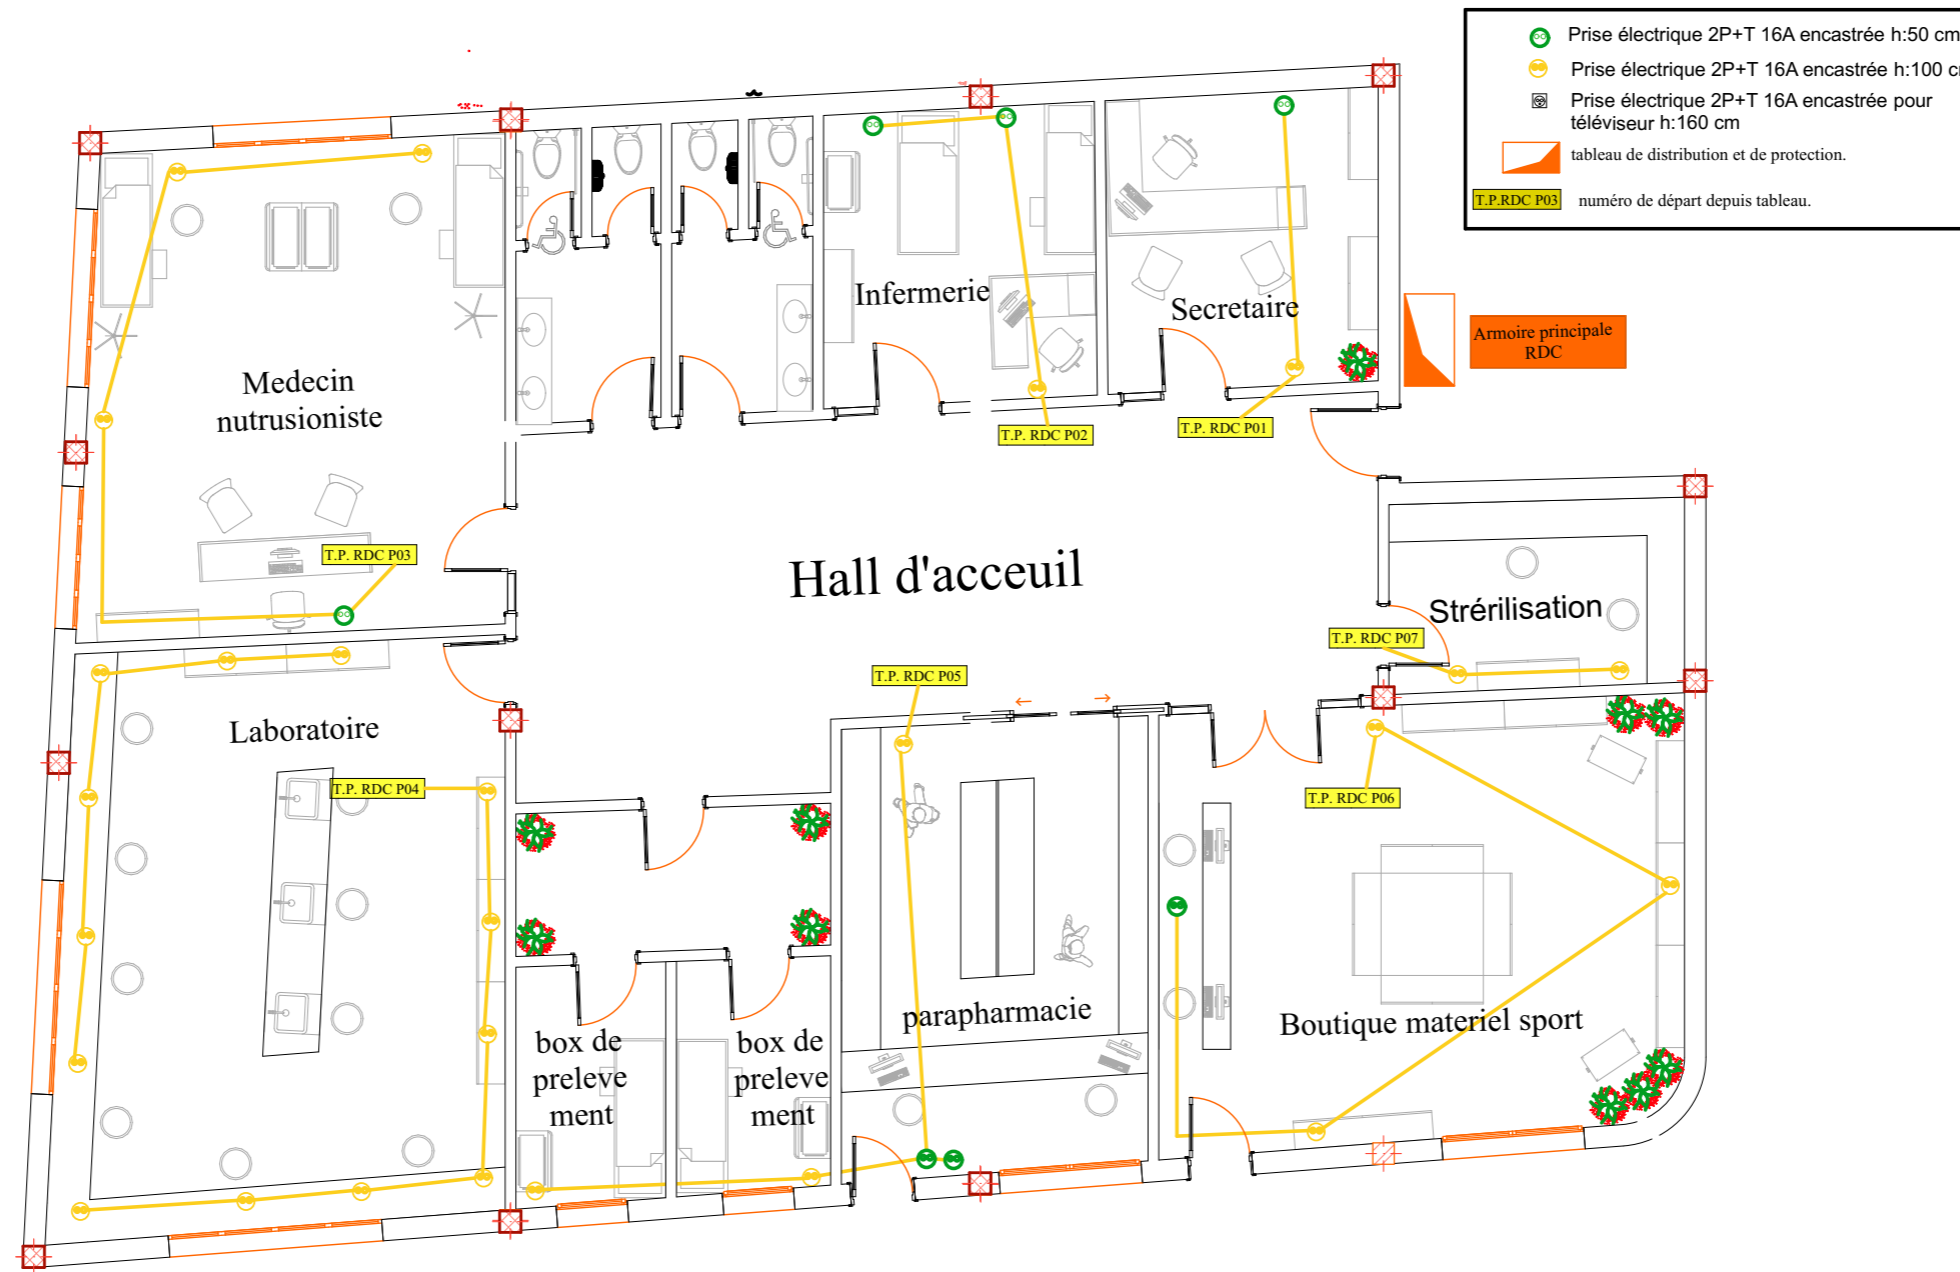 Prise électrique 2P+T 16A encastrée h:50 cm
Prise électrique 2P+T 16A encastrée h:100 c
Prise électrique 2P+T 16A encastrée pour
téléviseur h:160 cm
tableau de distribution et de protection.
T.P.RDC P03
numéro de départ depuis tableau.
Armoire principale
RDC
Infermerie
Secretaire
Medecin
nutrusioniste
T.P. RDC P02
T.P. RDC P01
T.P. RDC P03
Hall d'acceuil
Strérilisation
T.P. RDC P07
T.P. RDC P05
Laboratoire
T.P. RDC P04
T.P. RDC P06
parapharmacie
Boutique materiel sport
box de
preleve
ment
box de
preleve
ment